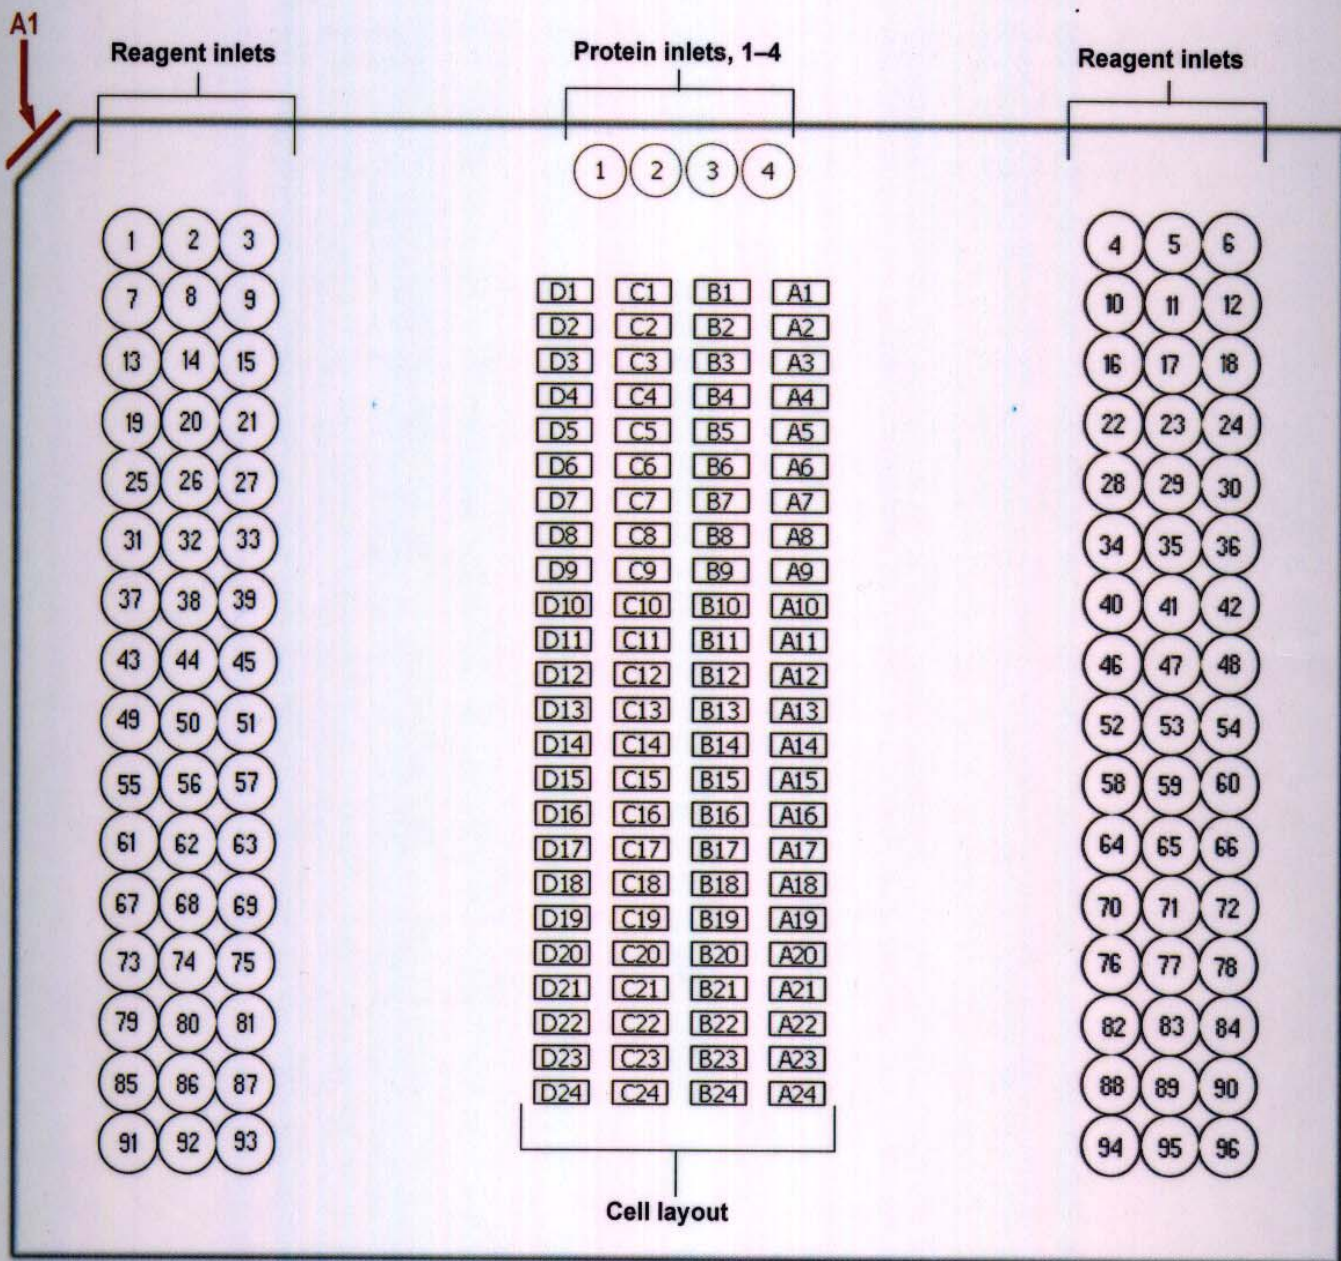 A1
Reagent inlets
Protein inlets, 1–4
Reagent inlets
1 2 3 4
1 2 3 4 5 6
7 8 9 10 11 12
13 14 15 16 17 18
19 20 21 22 23 24
25 26 27 28 29 30
31 32 33 34 35 36
37 38 39 40 41 42
43 44 45 46 47 48
49 50 51 52 53 54
55 56 57 58 59 60
61 62 63 64 65 66
67 68 69 70 71 72
73 74 75 76 77 78
79 80 81 82 83 84
85 86 87 88 89 90
91 92 93 94 95 96
D1 C1 B1 A1
D2 C2 B2 A2
D3 C3 B3 A3
D4 C4 B4 A4
D5 C5 B5 A5
D6 C6 B6 A6
D7 C7 B7 A7
D8 C8 B8 A8
D9 C9 B9 A9
D10 C10 B10 A10
D11 C11 B11 A11
D12 C12 B12 A12
D13 C13 B13 A13
D14 C14 B14 A14
D15 C15 B15 A15
D16 C16 B16 A16
D17 C17 B17 A17
D18 C18 B18 A18
D19 C19 B19 A19
D20 C20 B20 A20
D21 C21 B21 A21
D22 C22 B22 A22
D23 C23 B23 A23
D24 C24 B24 A24
Cell layout